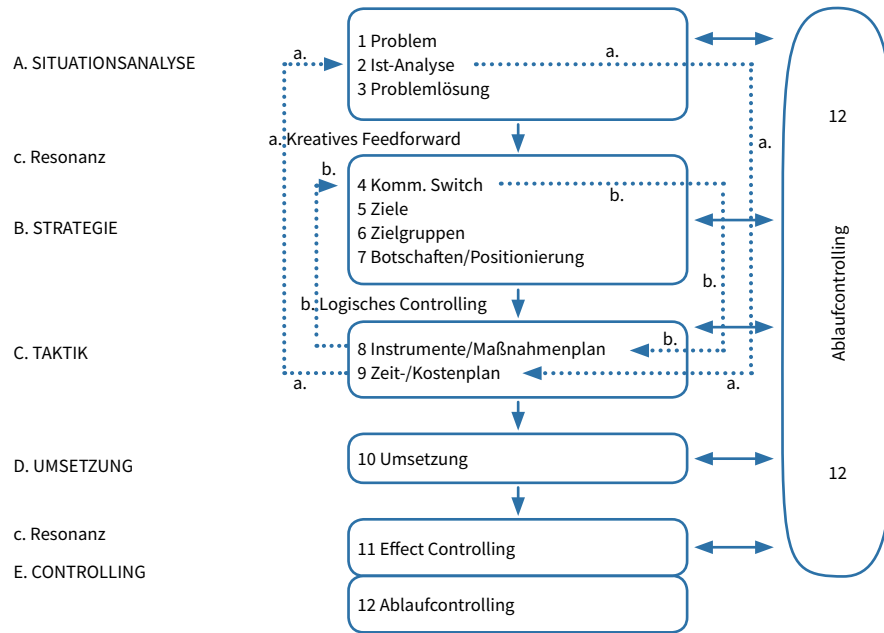 1 Problem
a.
a.
A. SITUATIONSANALYSE
2 Ist-Analyse
3 Problemlösung
12
a. Kreatives Feedforward
a.
c. Resonanz
b.
4 Komm. Switch
b.
5 Ziele
B. STRATEGIE
6 Zielgruppen
7 Botschaften/Positionierung
b.
b. Logisches Controlling
Ablaufcontrolling
C. TAKTIK
8 Instrumente/Maßnahmenplan
b.
9 Zeit-/Kostenplan
a.
a.
D. UMSETZUNG
10 Umsetzung
12
c. Resonanz
11 Effect Controlling
E. CONTROLLING
12 Ablaufcontrolling